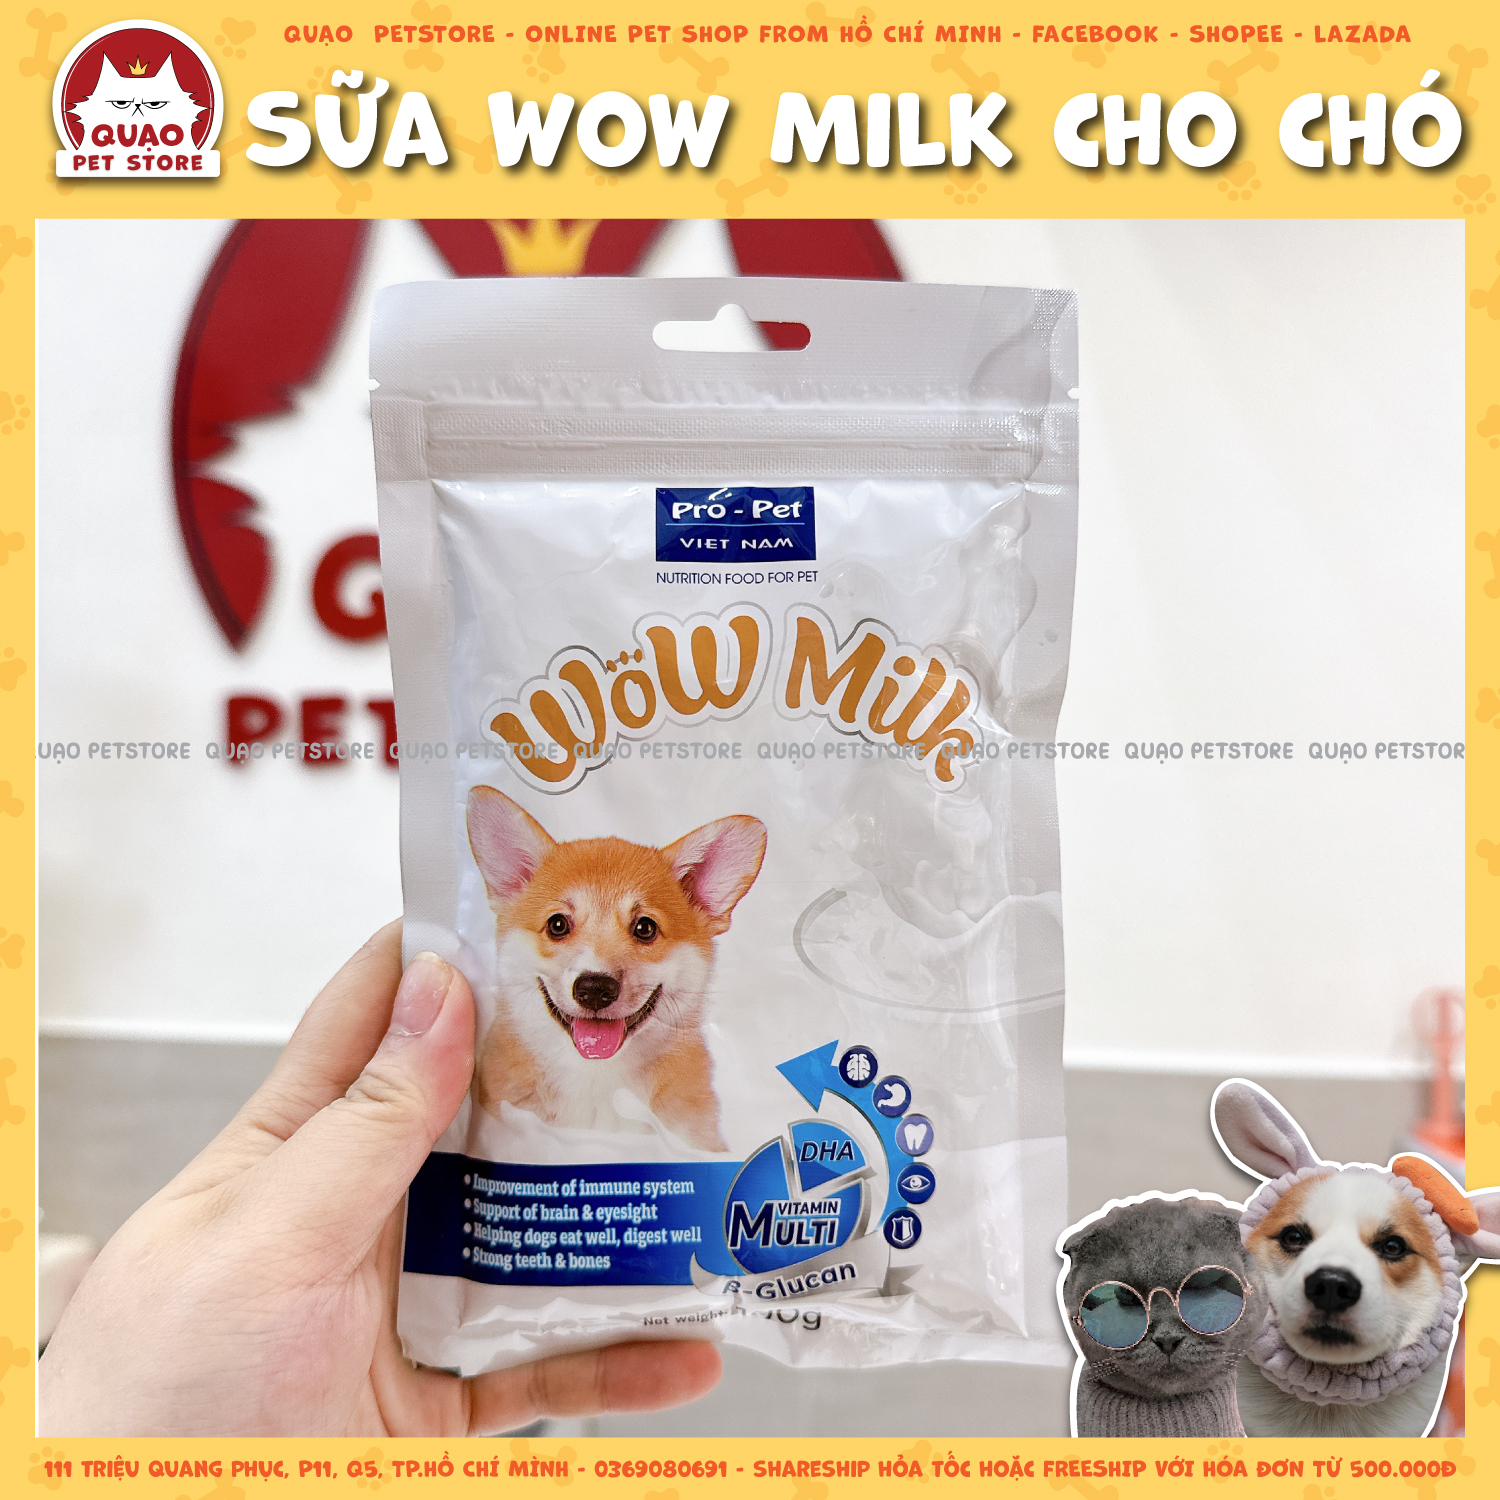 QUẠO PETSTORE - ONLINE PET SHOP FROM HỒ CHÍ MINH - FACEBOOK - SHOPEE - LAZADA
QUẠO
PET STORE
SỮA WOW MILK CHO CHÓ
Pro - Pet
VIET NAM
NUTRITION FOOD FOR PET
WOW Milk
QUẠO PETSTORE QUẠO PETSTORE QUẠO PETSTORE QUẠO PETSTORE QUẠO PETSTORE QUẠO PETSTORE QUẠO PETSTORE
DHA
VITAMIN
MULTI
• Improvement of immune system
• Support of brain & eyesight
• Helping dogs eat well, digest well
• Strong teeth & bones
β-Glucan
Net weight:
111 TRIỆU QUANG PHỤC, P11, Q5, TP.HỒ CHÍ MÌNH - 0369080691 - SHARESHIP HỎA TỐC HOẶC FREESHIP VỚI HÓA ĐƠN TỪ 500.000Đ